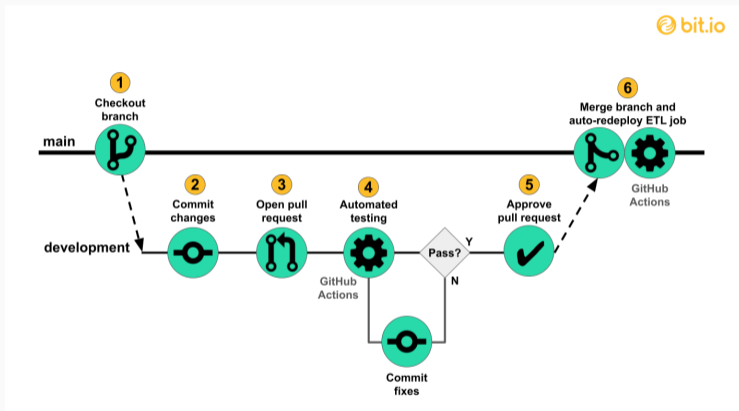 bit.io
1
Checkout
branch
6
Merge branch and
auto-redeploy ETL job
main
GitHub
Actions
2
Commit
changes
3
Open pull
request
4
Automated
testing
5
Approve
pull request
development
Pass?
Y
N
GitHub
Actions
Commit
fixes